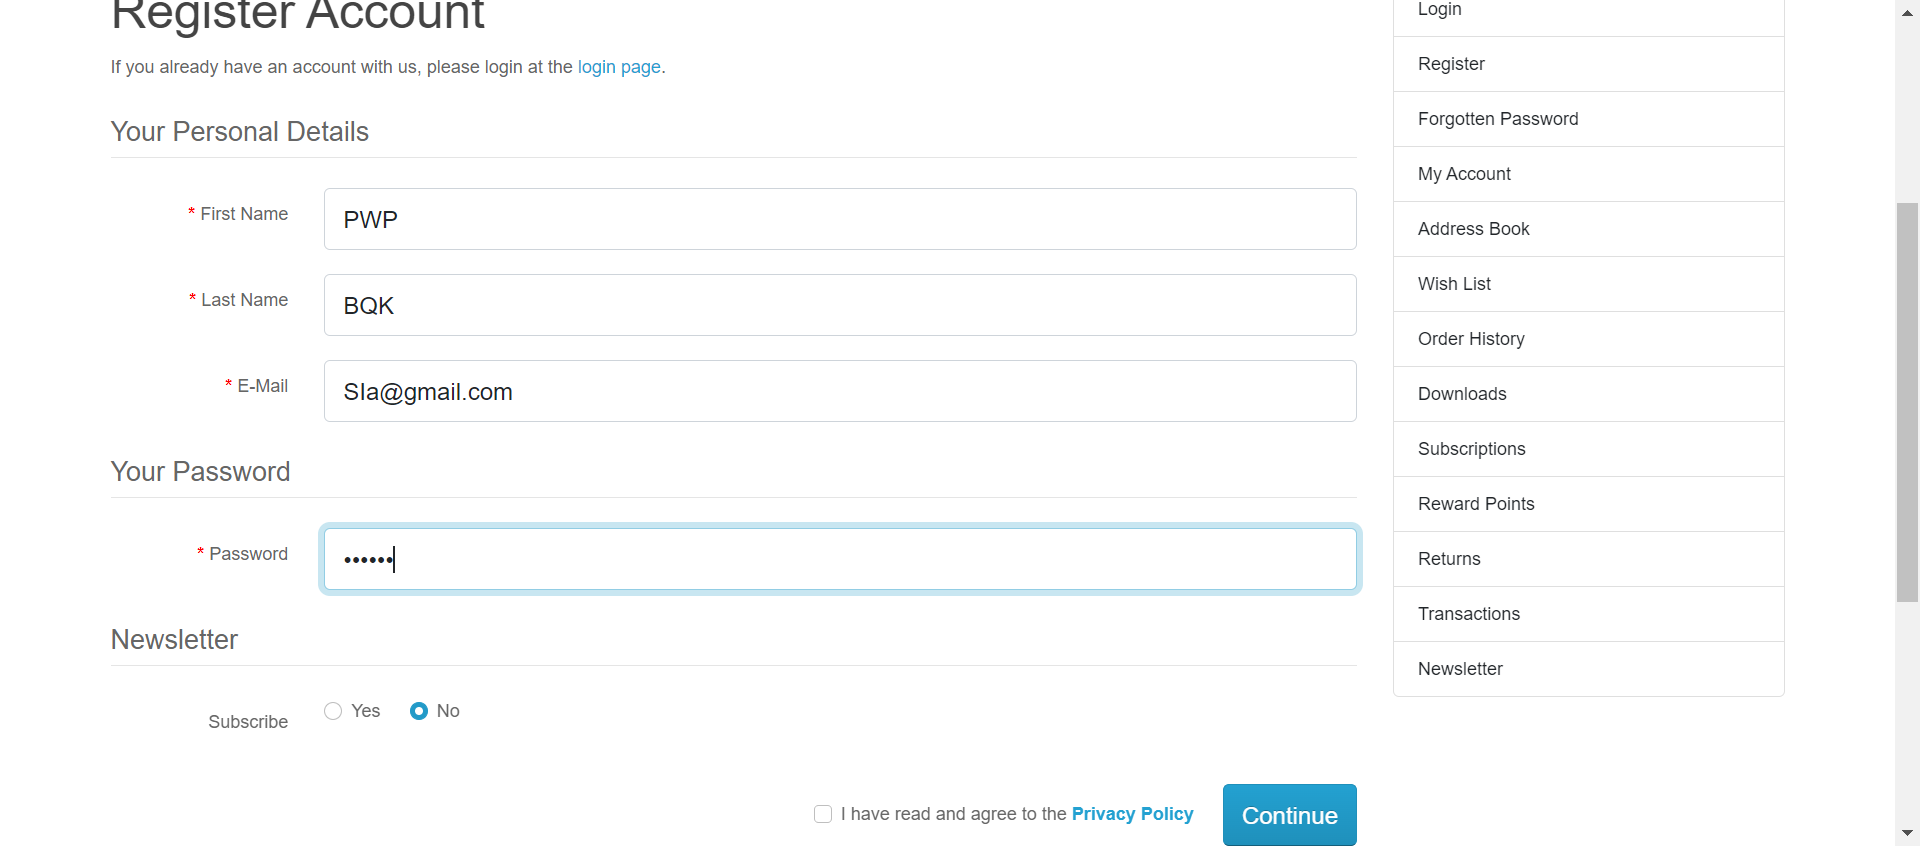 Register Account
If you already have an account with us, please login at the login page.
Your Personal Details
* First Name
PWP
* Last Name
BQK
* E-Mail
Sla@gmail.com
Your Password
* Password
••••••
Newsletter
Subscribe
Yes
No
I have read and agree to the Privacy Policy
Continue
Login
Register
Forgotten Password
My Account
Address Book
Wish List
Order History
Downloads
Subscriptions
Reward Points
Returns
Transactions
Newsletter